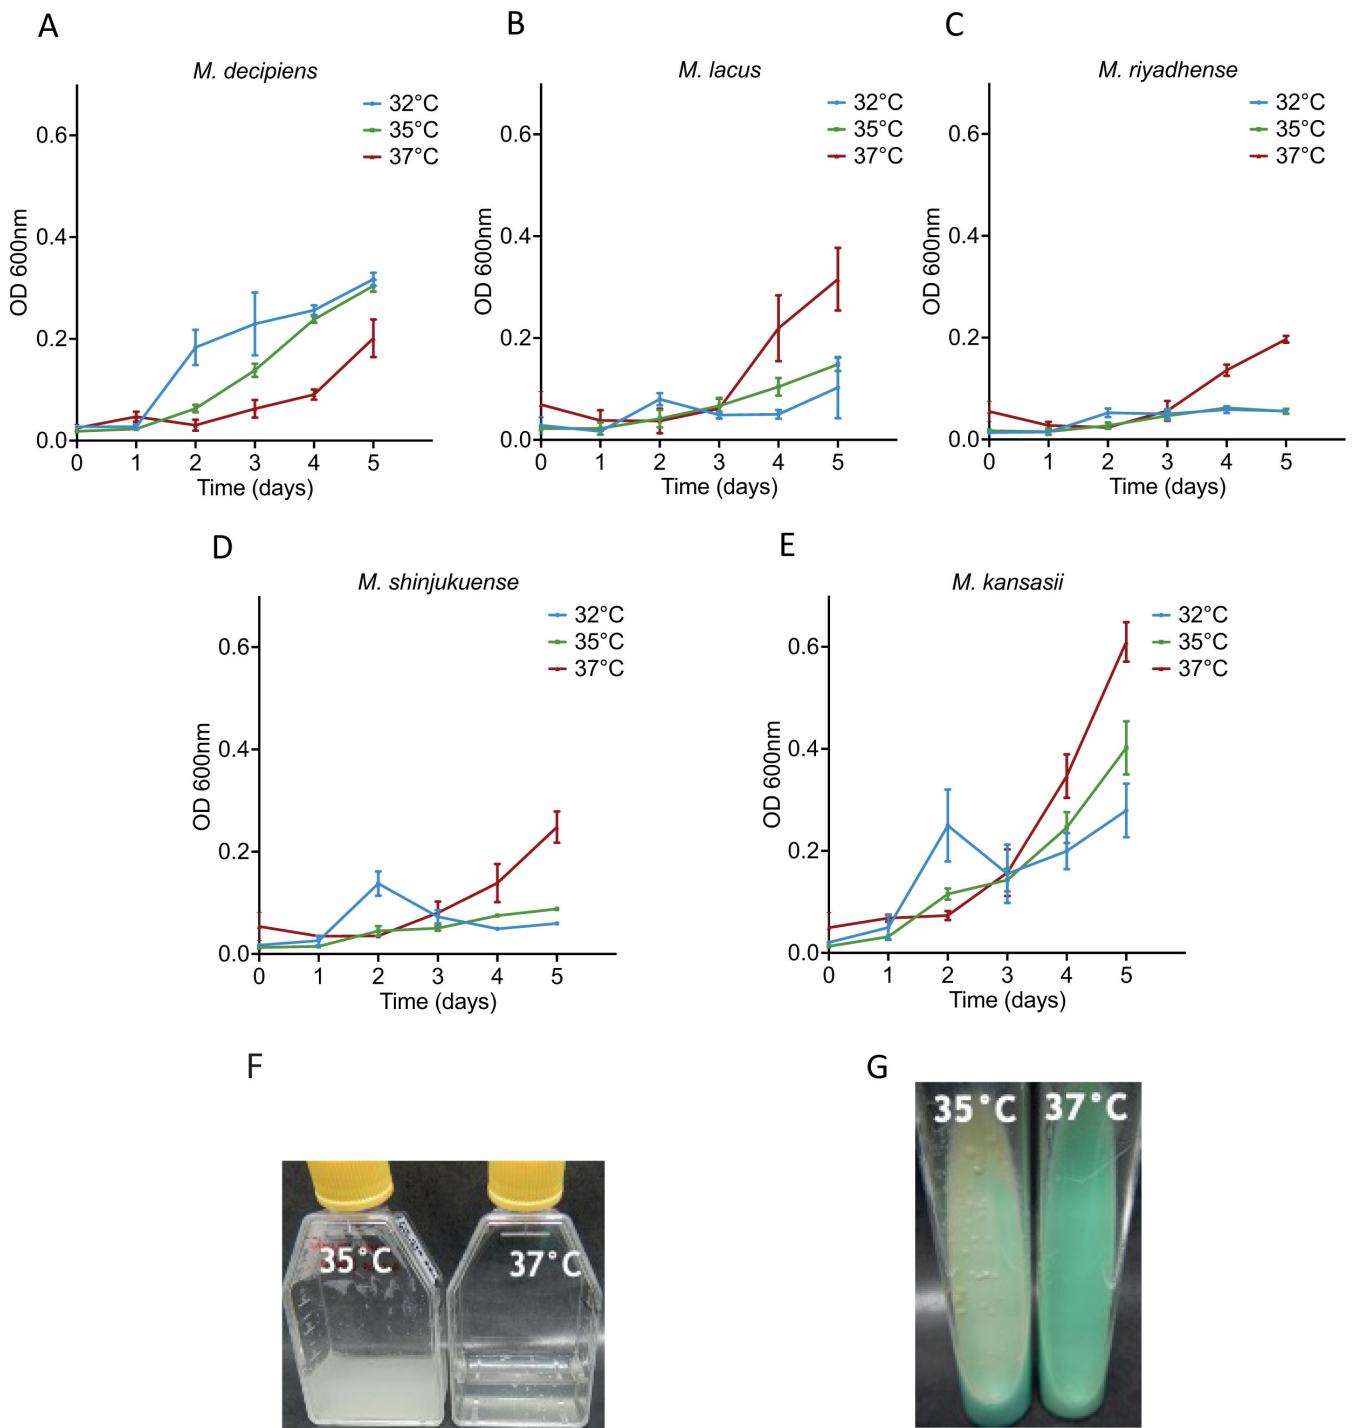 A
M. decipiens
32°C
35°C
37°C
0.6
0.4
0.2
0.0
OD 600nm
0 1 2 3 4 5
Time (days)
B
M. lacus
32°C
35°C
37°C
0.6
0.4
0.2
0.0
OD 600nm
0 1 2 3 4 5
Time (days)
C
M. riyadhense
32°C
35°C
37°C
0.6
0.4
0.2
0.0
OD 600nm
0 1 2 3 4 5
Time (days)
D
M. shinjukuense
32°C
35°C
37°C
0.6
0.4
0.2
0.0
OD 600nm
0 1 2 3 4 5
Time (days)
E
M. kansasii
32°C
35°C
37°C
0.6
0.4
0.2
0.0
OD 600nm
0 1 2 3 4 5
Time (days)
F
35°C 37°C
G
35°C 37°C